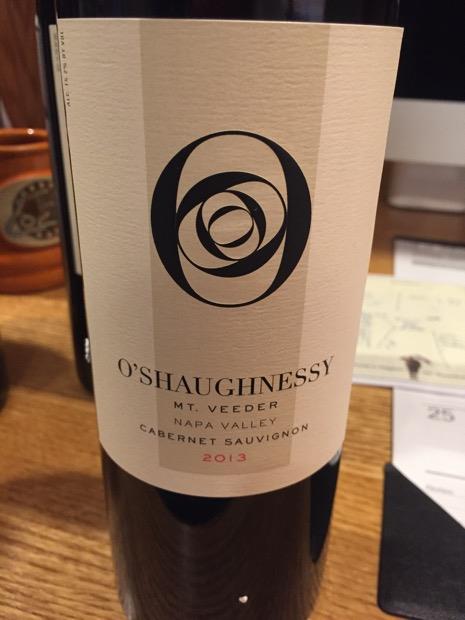 O'SHAUGHNESSY
MT. VEEDER
NAPA VALLEY
CABERNET SAUVIGNON
2013
25